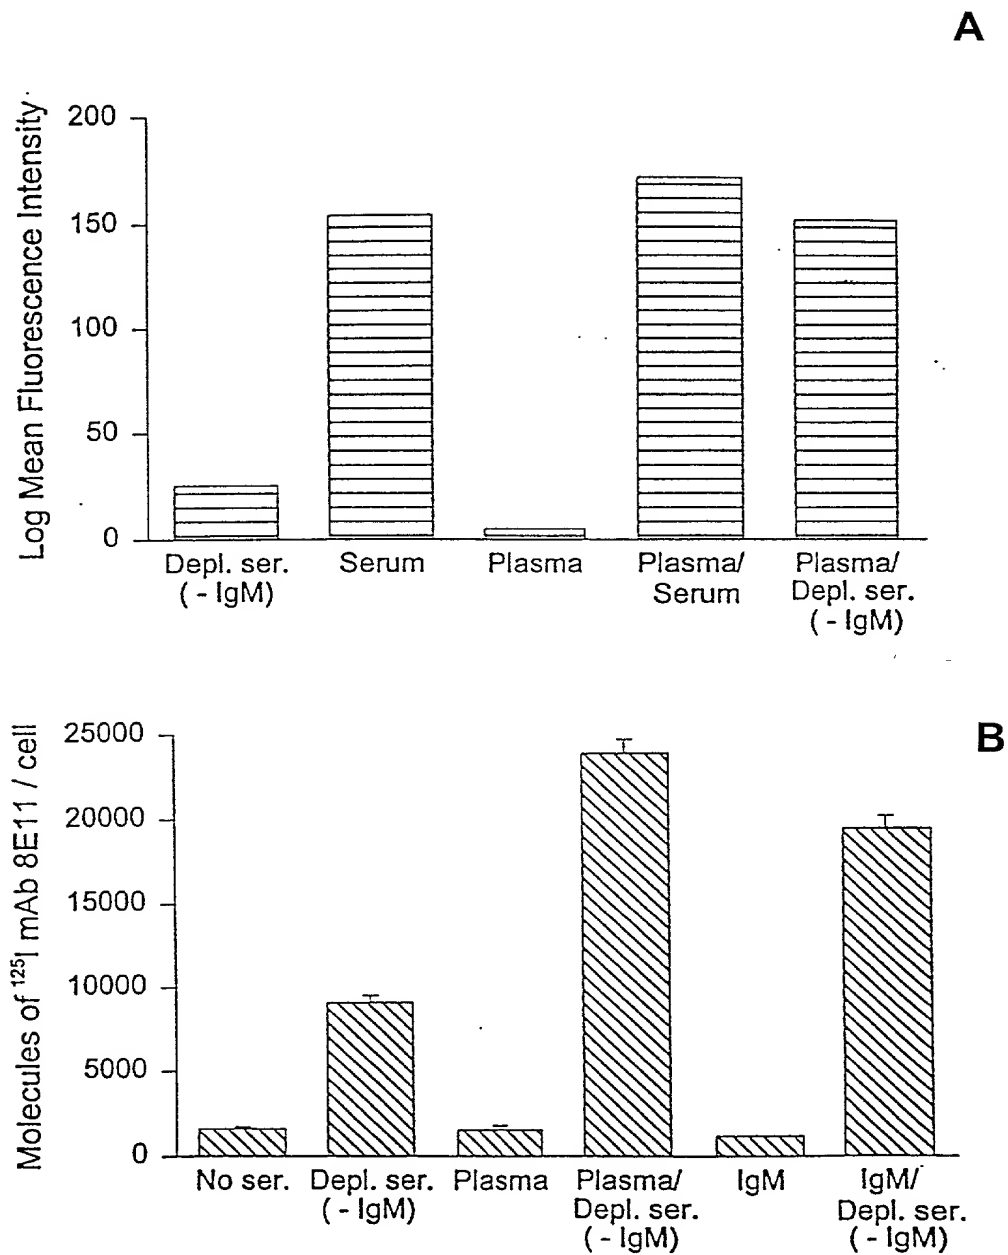 A
Log Mean Fluorescence Intensity
200
150
100
50
0
Depl. ser.
( - IgM)
Serum
Plasma
Plasma/
Serum
Plasma/
Depl. ser.
( - IgM)
B
Molecules of ¹²⁵I mAb 8E11 / cell
25000
20000
15000
10000
5000
0
No ser.
Depl. ser.
( - IgM)
Plasma
Plasma/
Depl. ser.
( - IgM)
IgM
IgM/
Depl. ser.
( - IgM)